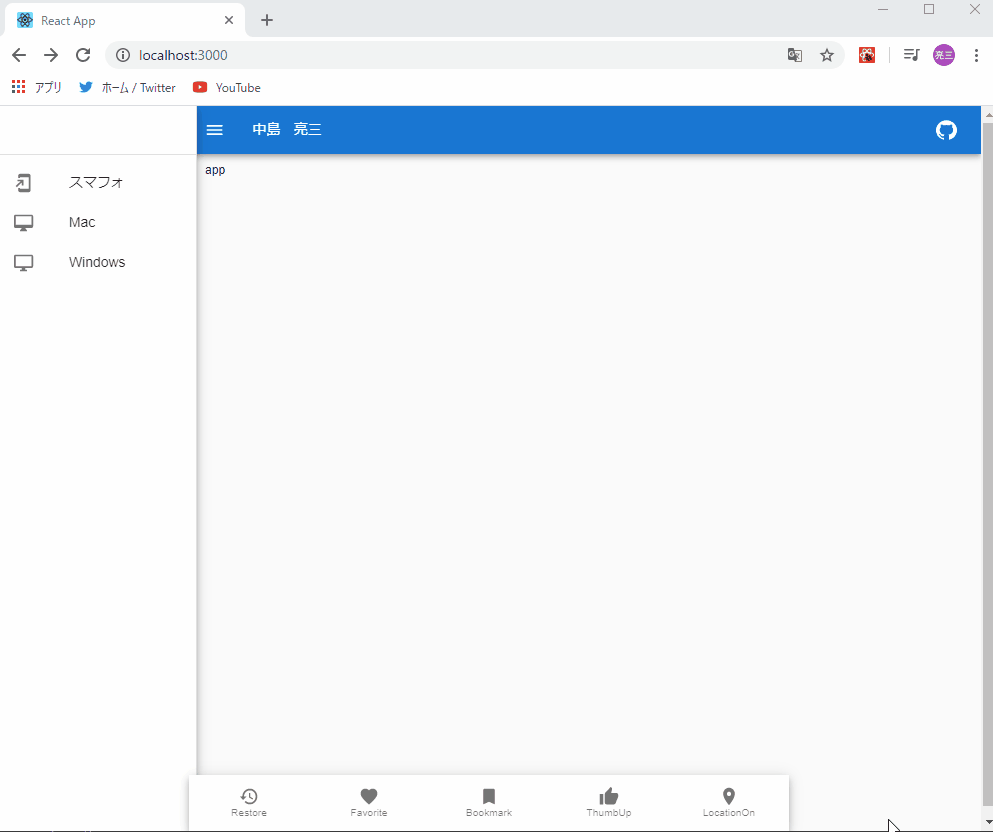 React App
localhost:3000
亮三
アプリ ホーム / Twitter YouTube
中島 亮三
app
スマフォ
Mac
Windows
Restore Favorite Bookmark ThumbUp LocationOn